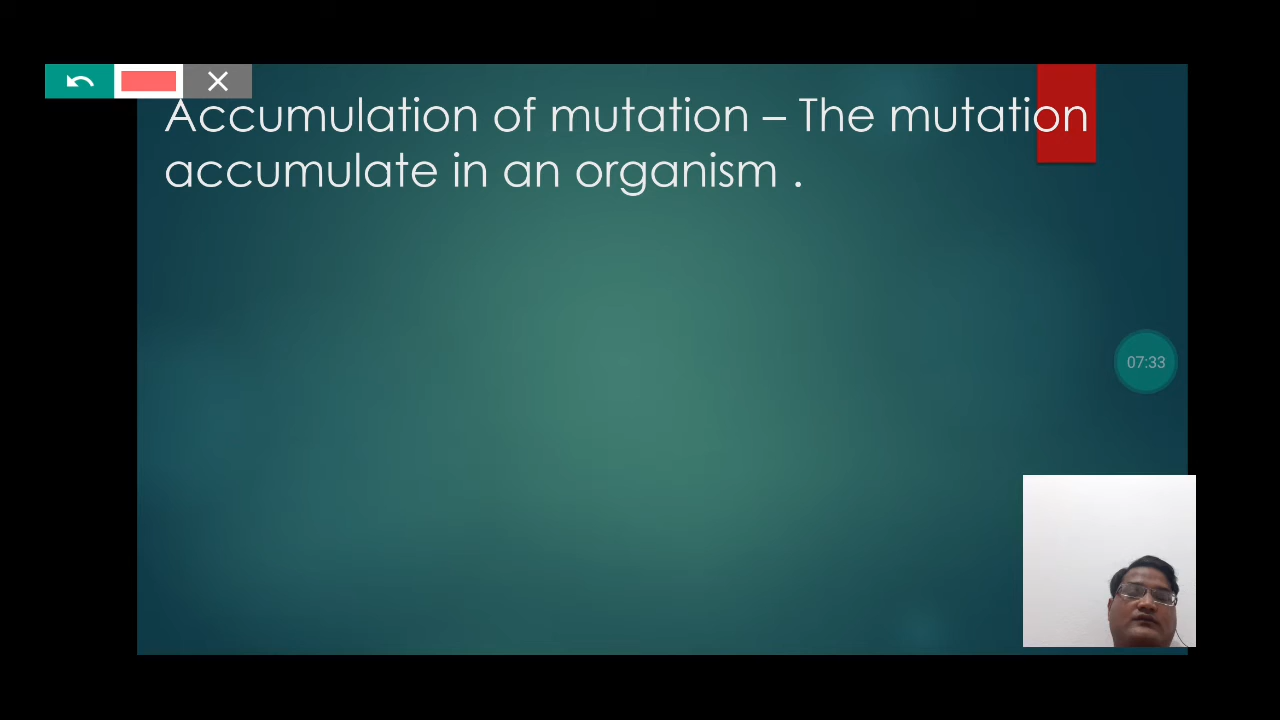 Accumulation of mutation – The mutation
accumulate in an organism .
07:33